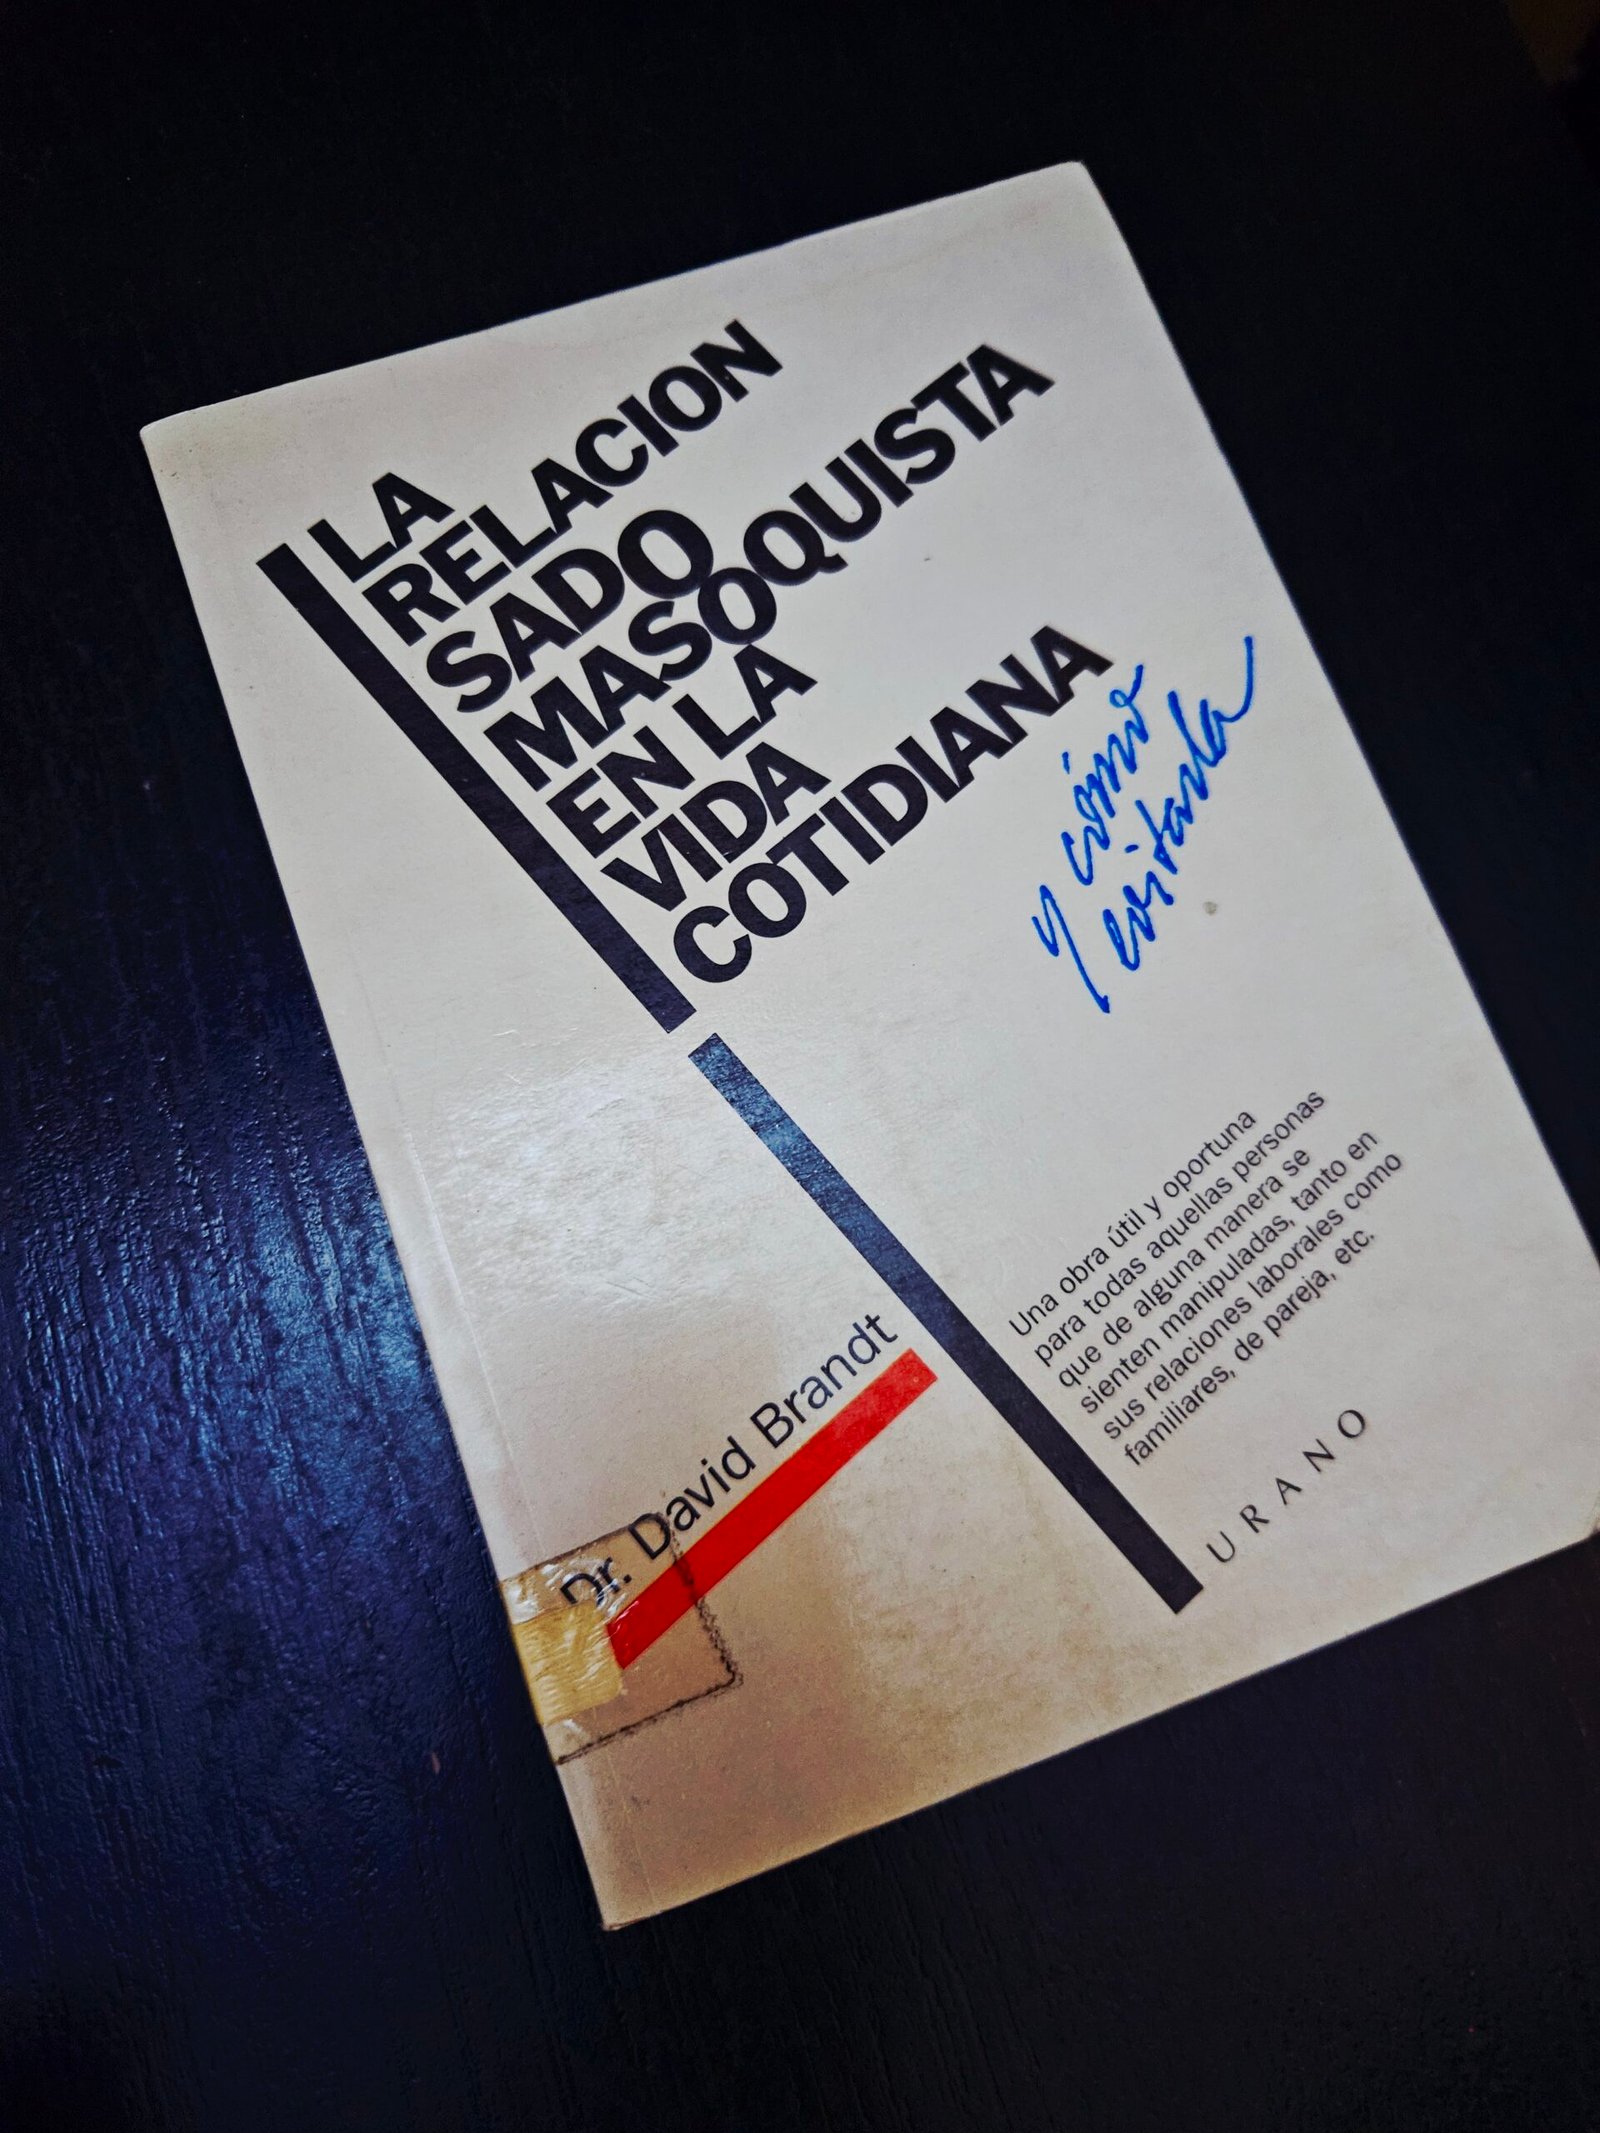 LA
RELACION
SADO
MASOQUISTA
EN LA
VIDA
COTIDIANA
y cómo
evitarla
Una obra útil y oportuna
para todas aquellas personas
que de alguna manera se
sienten manipuladas, tanto en
sus relaciones laborales como
familiares, de pareja, etc.
Dr. David Brandt
URANO